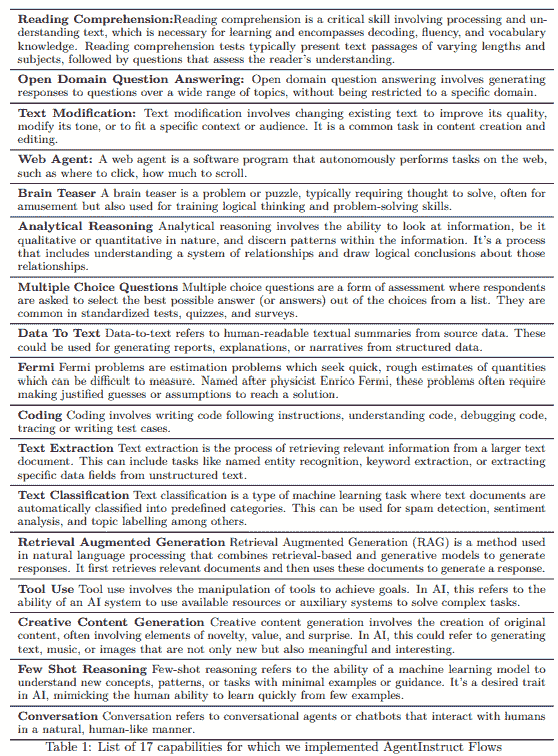 Reading Comprehension:Reading comprehension is a critical skill involving processing and un-
derstanding text, which is necessary for learning and encompasses decoding, fluency, and vocabulary
knowledge. Reading comprehension tests typically present text passages of varying lengths and
subjects, followed by questions that assess the reader's understanding.
Open Domain Question Answering: Open domain question answering involves generating
responses to questions over a wide range of topics, without being restricted to a specific domain.
Text Modification: Text modification involves changing existing text to improve its quality,
modify its tone, or to fit a specific context or audience. It is a common task in content creation and
editing.
Web Agent: A web agent is a software program that autonomously performs tasks on the web,
such as where to click, how much to scroll.
Brain Teaser A brain teaser is a problem or puzzle, typically requiring thought to solve, often for
amusement but also used for training logical thinking and problem-solving skills.
Analytical Reasoning Analytical reasoning involves the ability to look at information, be it
qualitative or quantitative in nature, and discern patterns within the information. It's a process
that includes understanding a system of relationships and draw logical conclusions about those
relationships.
Multiple Choice Questions Multiple choice questions are a form of assessment where respondents
are asked to select the best possible answer (or answers) out of the choices from a list. They are
common in standardized tests, quizzes, and surveys.
Data To Text Data-to-text refers to human-readable textual summaries from source data. These
could be used for generating reports, explanations, or narratives from structured data.
Fermi Fermi problems are estimation problems which seek quick, rough estimates of quantities
which can be difficult to measure. Named after physicist Enrico Fermi, these problems often require
making justified guesses or assumptions to reach a solution.
Coding Coding involves writing code following instructions, understanding code, debugging code,
tracing or writing test cases.
Text Extraction Text extraction is the process of retrieving relevant information from a larger text
document. This can include tasks like named entity recognition, keyword extraction, or extracting
specific data fields from unstructured text.
Text Classification Text classification is a type of machine learning task where text documents are
automatically classified into predefined categories. This can be used for spam detection, sentiment
analysis, and topic labelling among others.
Retrieval Augmented Generation Retrieval Augmented Generation (RAG) is a method used
in natural language processing that combines retrieval-based and generative models to generate
responses. It first retrieves relevant documents and then uses these documents to generate a response.
Tool Use Tool use involves the manipulation of tools to achieve goals. In AI, this refers to the
ability of an AI system to use available resources or auxiliary systems to solve complex tasks.
Creative Content Generation Creative content generation involves the creation of original
content, often involving elements of novelty, value, and surprise. In AI, this could refer to generating
text, music, or images that are not only new but also meaningful and interesting.
Few Shot Reasoning Few-shot reasoning refers to the ability of a machine learning model to
understand new concepts, patterns, or tasks with minimal examples or guidance. It's a desired trait
in AI, mimicking the human ability to learn quickly from few examples.
Conversation Conversation refers to conversational agents or chatbots that interact with humans
in a natural, human-like manner.
Table 1: List of 17 capabilities for which we implemented AgentInstruct Flows